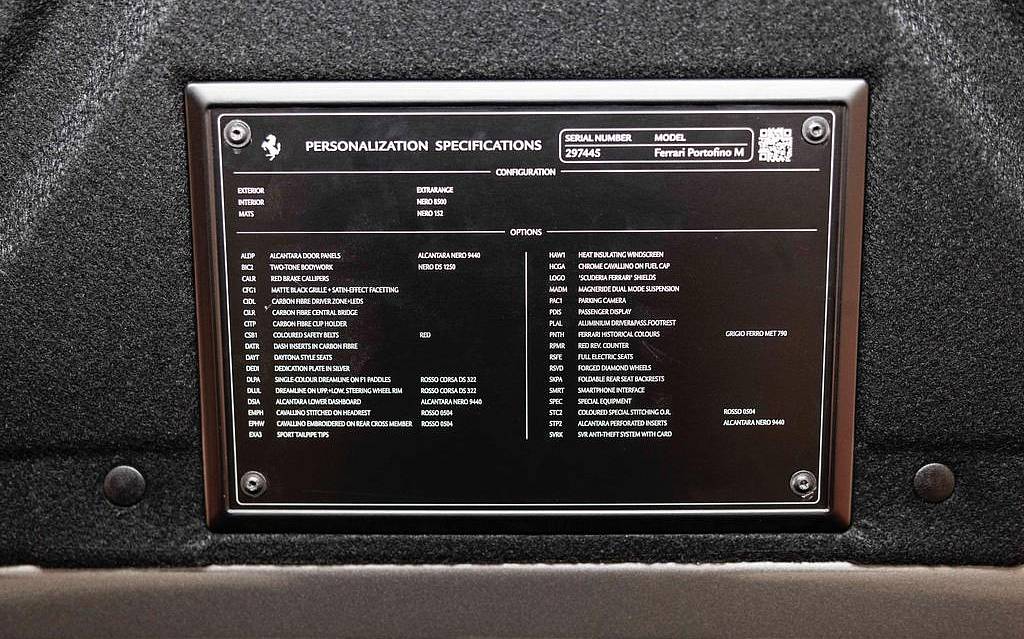 PERSONALIZATION SPECIFICATIONS
SERIAL NUMBER MODEL
297445 Ferrari Portofino M
CONFIGURATION
EXTERIOR EXTRARANGE
INTERIOR NERO 8500
MATS NERO 152
OPTIONS
ALDP ALCANTARA DOOR PANELS ALCANTARA NERO 9440
BIC2 TWO-TONE BODYWORK NERO DS 1250
CALR RED BRAKE CALLIPERS
CFG1 MATTE BLACK GRILLE + SATIN-EFFECT FACETTING
CIDL CARBON FIBRE DRIVER ZONE+LEDS
CILR CARBON FIBRE CENTRAL BRIDGE
CITP CARBON FIBRE CUP HOLDER
CSB1 COLOURED SAFETY BELTS RED
DATR DASH INSERTS IN CARBON FIBRE
DAYT DAYTONA STYLE SEATS
DEDI DEDICATION PLATE IN SILVER
DLPA SINGLE-COLOUR DREAMLINE ON F1 PADDLES ROSSO CORSA DS 322
DLUL DREAMLINE ON UPP.+LOW. STEERING WHEEL RIM ROSSO CORSA DS 322
DSIA ALCANTARA LOWER DASHBOARD ALCANTARA NERO 9440
EMPH CAVALLINO STITCHED ON HEADREST ROSSO 0504
EPHW CAVALLINO EMBROIDERED ON REAR CROSS MEMBER ROSSO 0504
EXA3 SPORT TAILPIPE TIPS
HAW1 HEAT INSULATING WINDSCREEN
HCGA CHROME CAVALLINO ON FUEL CAP
LOGO "SCUDERIA FERRARI" SHIELDS
MADM MAGNERIDE DUAL MODE SUSPENSION
PAC1 PARKING CAMERA
PDIS PASSENGER DISPLAY
PLAL ALUMINIUM DRIVER&PASS.FOOTREST
PNTH FERRARI HISTORICAL COLOURS GRIGIO FERRO MET 790
RPMR RED REV. COUNTER
RSFE FULL ELECTRIC SEATS
RSVD FORGED DIAMOND WHEELS
SKPA FOLDABLE REAR SEAT BACKRESTS
SMRT SMARTPHONE INTERFACE
SPEC SPECIAL EQUIPMENT
STC2 COLOURED SPECIAL STITCHING O.R. ROSSO 0504
STP2 ALCANTARA PERFORATED INSERTS ALCANTARA NERO 9440
SVRX SVR ANTI-THEFT SYSTEM WITH CARD